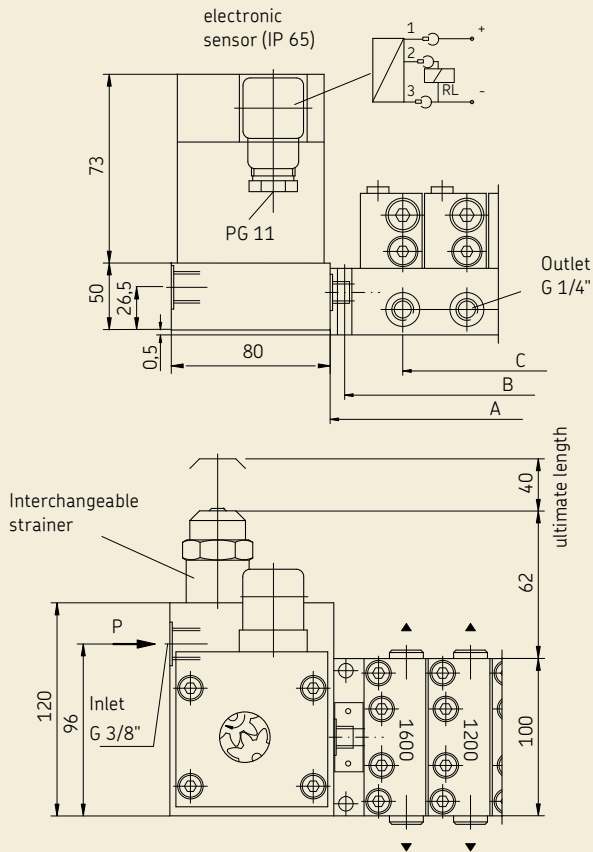 electronic
sensor (IP 65)
1
+
2
RL
3
-
73
PG 11
50
26,5
0,5
80
Outlet
G 1/4"
C
B
A
Interchangeable
strainer
40
ultimate length
62
P
120
96
Inlet
G 3/8"
1600
1200
100